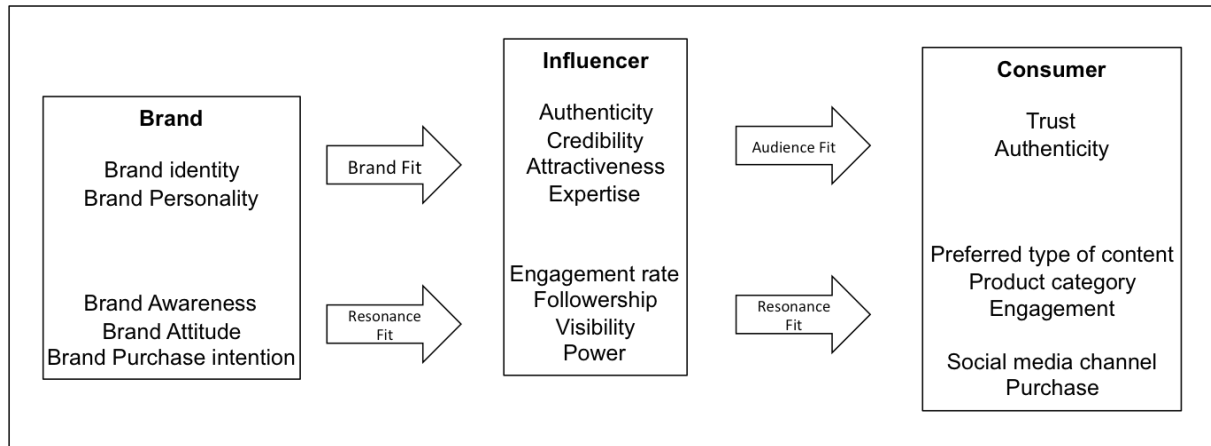 Brand
Brand identity
Brand Personality
Brand Awareness
Brand Attitude
Brand Purchase intention
Brand Fit
Resonance
Fit
Influencer
Authenticity
Credibility
Attractiveness
Expertise
Engagement rate
Followership
Visibility
Power
Audience Fit
Resonance
Fit
Consumer
Trust
Authenticity
Preferred type of content
Product category
Engagement
Social media channel
Purchase